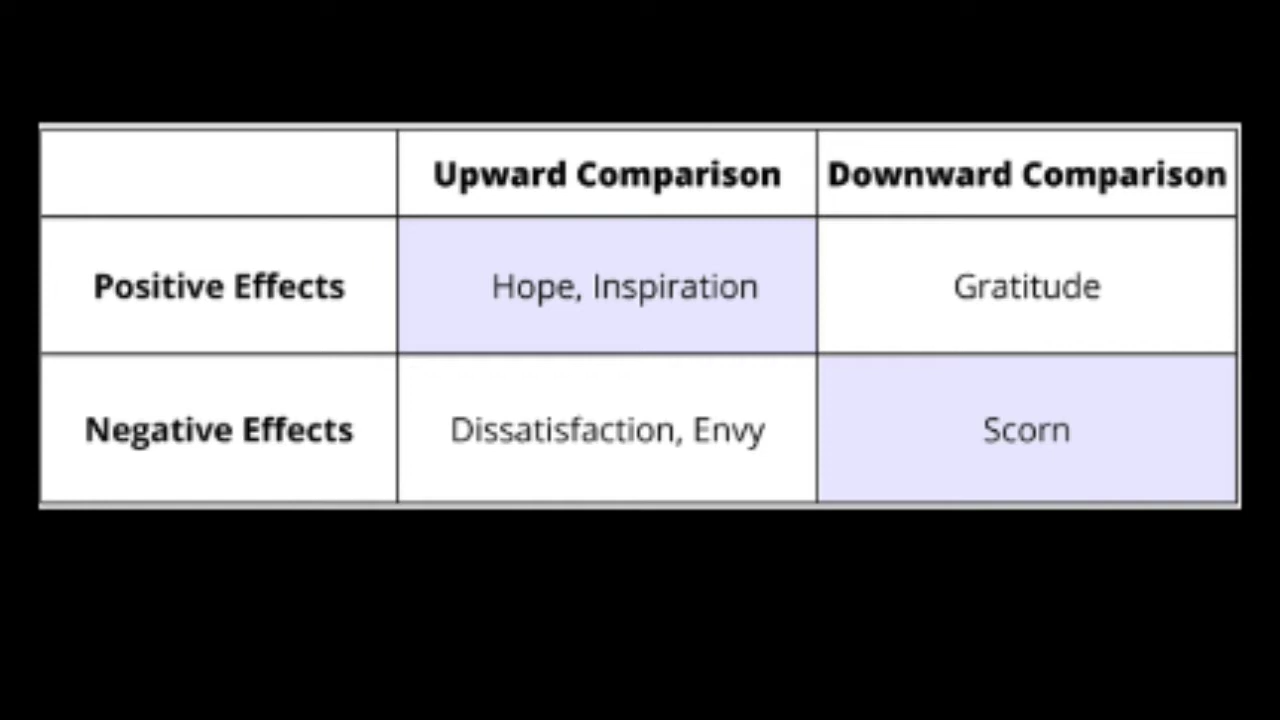 Upward Comparison Downward Comparison
Positive Effects Hope, Inspiration Gratitude
Negative Effects Dissatisfaction, Envy Scorn